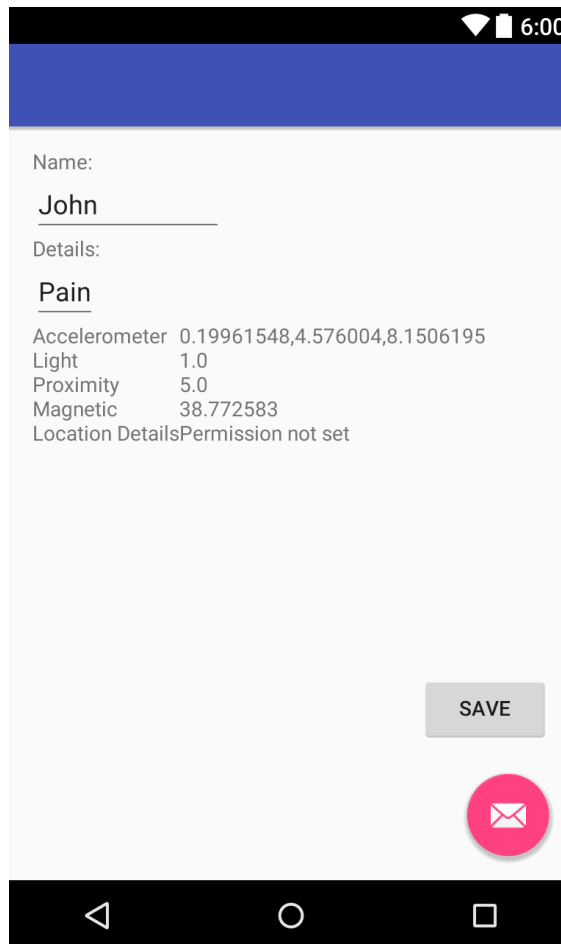 6:00
Name:
John
Details:
Pain
Accelerometer 0.19961548,4.576004,8.1506195
Light 1.0
Proximity 5.0
Magnetic 38.772583
Location DetailsPermission not set
SAVE